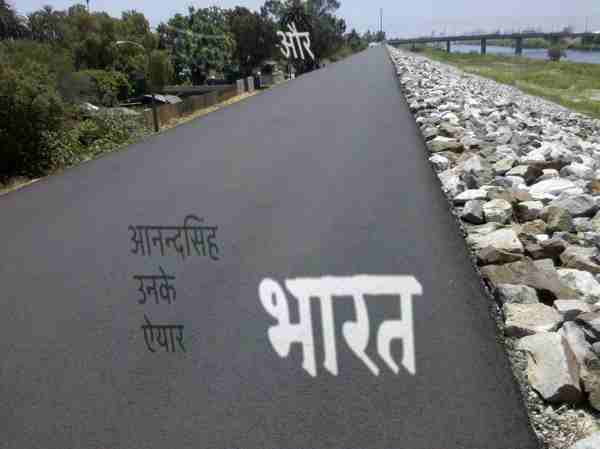 और
आनन्दसिंह
उनके
ऐयार
भारत